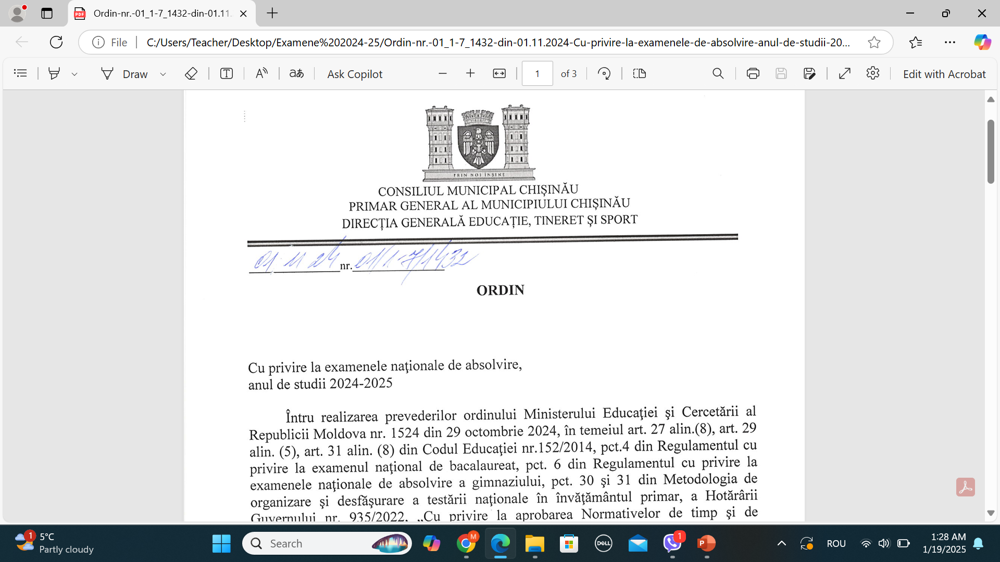 Ordin-nr.-01_1-7_1432-din-01.11.
File
C:/Users/Teacher/Desktop/Examene%202024-25/Ordin-nr.-01_1-7_1432-din-01.11.2024-Cu-privire-la-examenele-de-absolvire-anul-de-studii-20...
Draw
Ask Copilot
1 of 3
Edit with Acrobat
PRIN NOI INȘINE
CONSILIUL MUNICIPAL CHIȘINĂU
PRIMAR GENERAL AL MUNICIPIULUI CHIȘINĂU
DIRECȚIA GENERALĂ EDUCAȚIE, TINERET ȘI SPORT
01 11 24 nr. 01/1-7/1432
ORDIN
Cu privire la examenele naţionale de absolvire,
anul de studii 2024-2025
Întru realizarea prevederilor ordinului Ministerului Educaţiei şi Cercetării al
Republicii Moldova nr. 1524 din 29 octombrie 2024, în temeiul art. 27 alin.(8), art. 29
alin. (5), art. 31 alin. (8) din Codul Educaţiei nr.152/2014, pct.4 din Regulamentul cu
privire la examenul naţional de bacalaureat, pct. 6 din Regulamentul cu privire la
examenele naţionale de absolvire a gimnaziului, pct. 30 şi 31 din Metodologia de
organizare şi desfăşurare a testării naţionale în învăţământul primar, a Hotărârii
Guvernului nr. 935/2022, „Cu privire la aprobarea Normativelor de timp şi de
1
5°C
Partly cloudy
Search
M
DELL
1
P
ROU
1:28 AM
1/19/2025